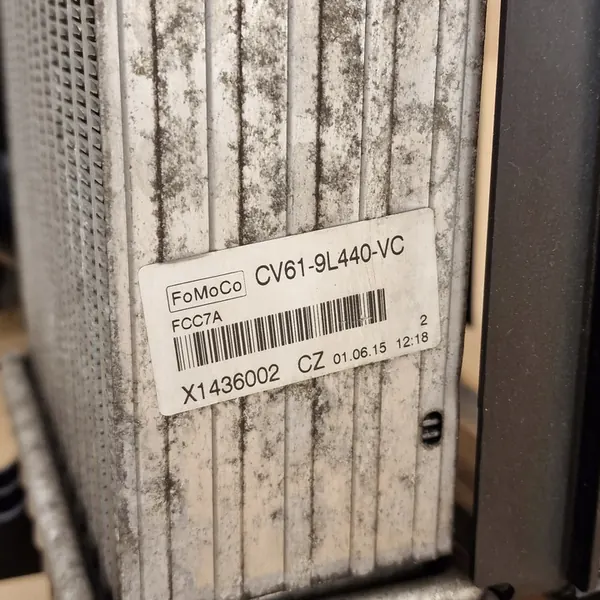 FoMoCo CV61-9L440-VC
FCC7A
2
X1436002 CZ 01.06.15 12:18